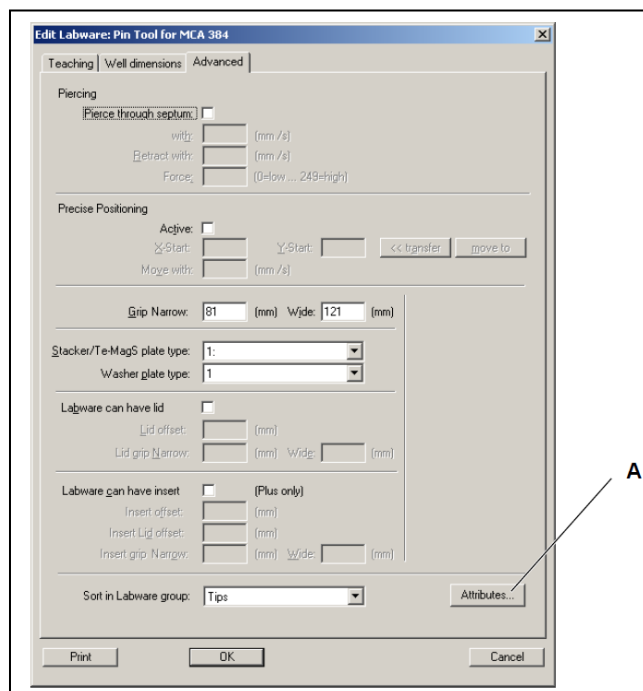 Edit Labware: Pin Tool for MCA 384
Teaching Well dimensions Advanced
Piercing
Pierce through septum:
with: (mm /s)
Retract with: (mm /s)
Force: (0=low ... 249=high)
Precise Positioning
Active:
X-Start: Y-Start: << transfer move to
Move with: (mm /s)
Grip Narrow: 81 (mm) Wide: 121 (mm)
Stacker/Te-MagS plate type: 1:
Washer plate type: 1
Labware can have lid
Lid offset: (mm)
Lid grip Narrow: (mm) Wide: (mm)
A
Labware can have insert (Plus only)
Insert offset: (mm)
Insert Lid offset: (mm)
Insert grip Narrow: (mm) Wide: (mm)
Sort in Labware group: Tips Attributes...
Print OK Cancel